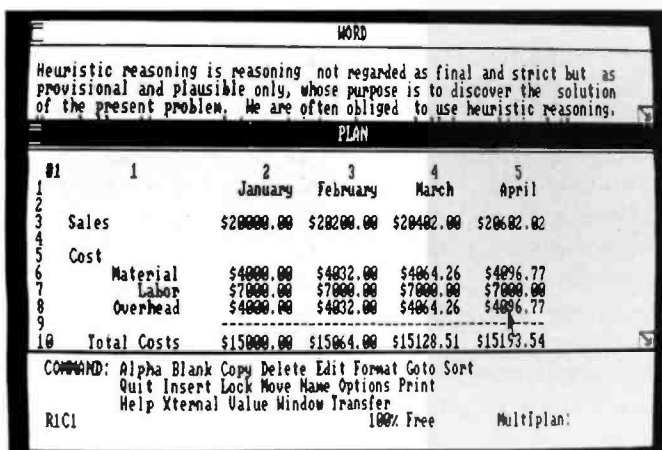 WORD
Heuristic reasoning is reasoning not regarded as final and strict but as
provisional and plausible only, whose purpose is to discover the solution
of the present problem. We are often obliged to use heuristic reasoning.
PLAN
#1 1 2 3 4 5
1 January February March April
2
3 Sales $20000.00 $20200.00 $20402.00 $20602.02
4
5 Cost
6 Material $4000.00 $4032.00 $4064.26 $4096.77
7 Labor $7000.00 $7000.00 $7000.00 $7000.00
8 Overhead $4000.00 $4032.00 $4064.26 $4096.77
9 --------------------------------------------
10 Total Costs $15000.00 $15064.00 $15128.51 $15193.54
COMMAND: Alpha Blank Copy Delete Edit Format Goto Sort
Quit Insert Lock Move Name Options Print
Help Xternal Value Window Transfer
R1C1 100% Free Multiplan: